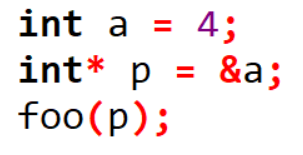 int a = 4;
int* p = &a;
foo(p);